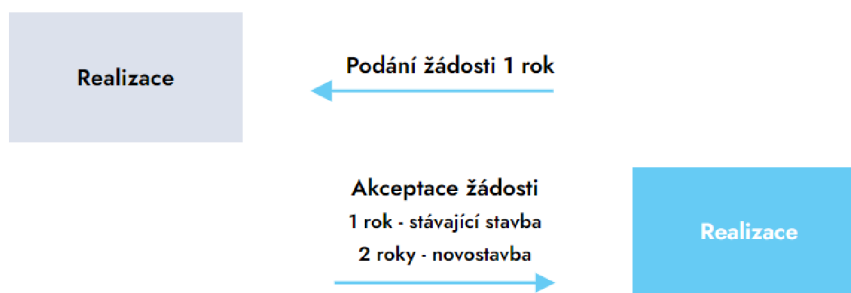 Realizace
Podání žádosti 1 rok
Akceptace žádosti
1 rok - stávající stavba
2 roky - novostavba
Realizace